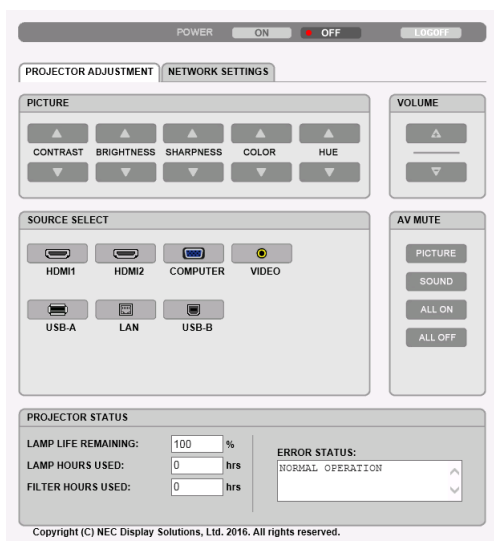 POWER ON OFF LOGOFF
PROJECTOR ADJUSTMENT NETWORK SETTINGS
PICTURE
CONTRAST BRIGHTNESS SHARPNESS COLOR HUE
VOLUME
SOURCE SELECT
HDMI1 HDMI2 COMPUTER VIDEO
USB-A LAN USB-B
AV MUTE
PICTURE
SOUND
ALL ON
ALL OFF
PROJECTOR STATUS
LAMP LIFE REMAINING: 100 %
LAMP HOURS USED: 0 hrs
FILTER HOURS USED: 0 hrs
ERROR STATUS:
NORMAL OPERATION
Copyright (C) NEC Display Solutions, Ltd. 2016. All rights reserved.